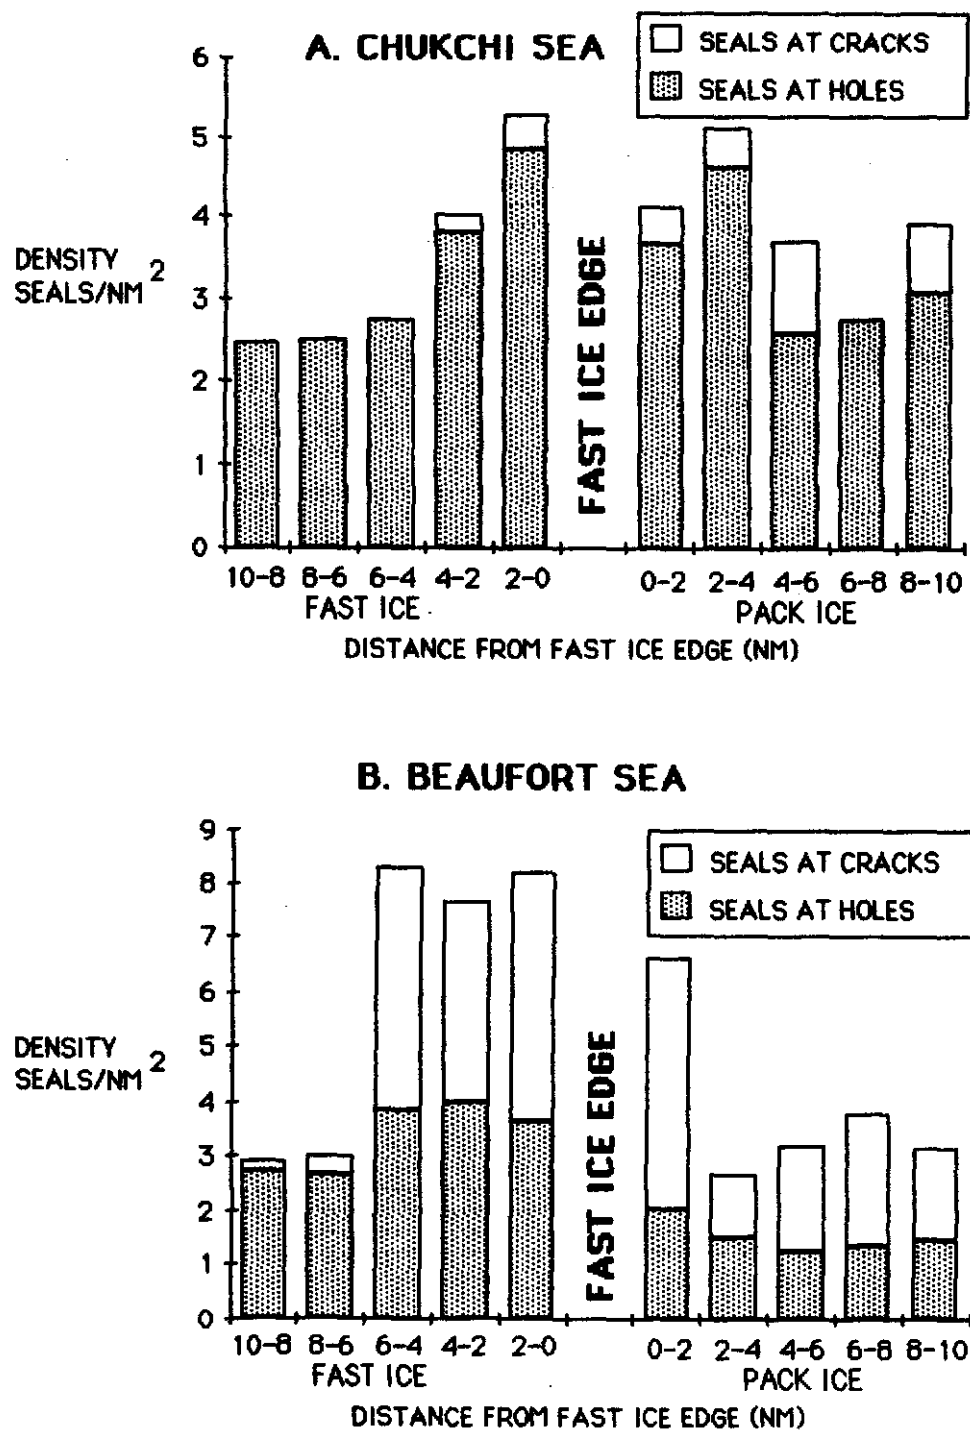 A. CHUKCHI SEA
SEALS AT CRACKS
SEALS AT HOLES
6
5
4
3
2
1
0
DENSITY
SEALS/NM 2
FAST ICE EDGE
10-8 8-6 6-4 4-2 2-0 0-2 2-4 4-6 6-8 8-10
FAST ICE PACK ICE
DISTANCE FROM FAST ICE EDGE (NM)
B. BEAUFORT SEA
SEALS AT CRACKS
SEALS AT HOLES
9
8
7
6
5
4
3
2
1
0
DENSITY
SEALS/NM 2
FAST ICE EDGE
10-8 8-6 6-4 4-2 2-0 0-2 2-4 4-6 6-8 8-10
FAST ICE PACK ICE
DISTANCE FROM FAST ICE EDGE (NM)